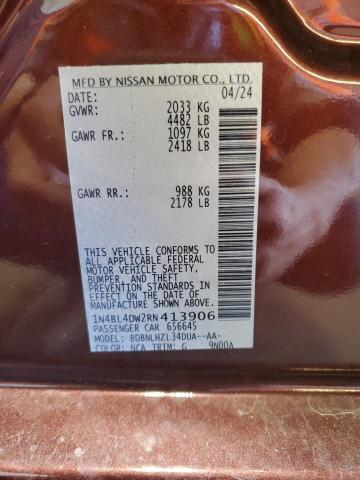 MFD BY NISSAN MOTOR CO., LTD.
DATE: 04/24
GVWR: 2033 KG
4482 LB
GAWR FR.: 1097 KG
2418 LB
GAWR RR.: 988 KG
2178 LB
THIS VEHICLE CONFORMS TO
ALL APPLICABLE FEDERAL
MOTOR VEHICLE SAFETY,
BUMPER, AND THEFT
PREVENTION STANDARDS
IN EFFECT ON THE DATE OF
MANUFACTURE SHOWN ABOVE.
1N4BL4DW2RN413906
PASSENGER CAR 656645
MODEL: BDBNLHZL34DUA--AA-
COLOR: NCA TRIM: G 9N00A